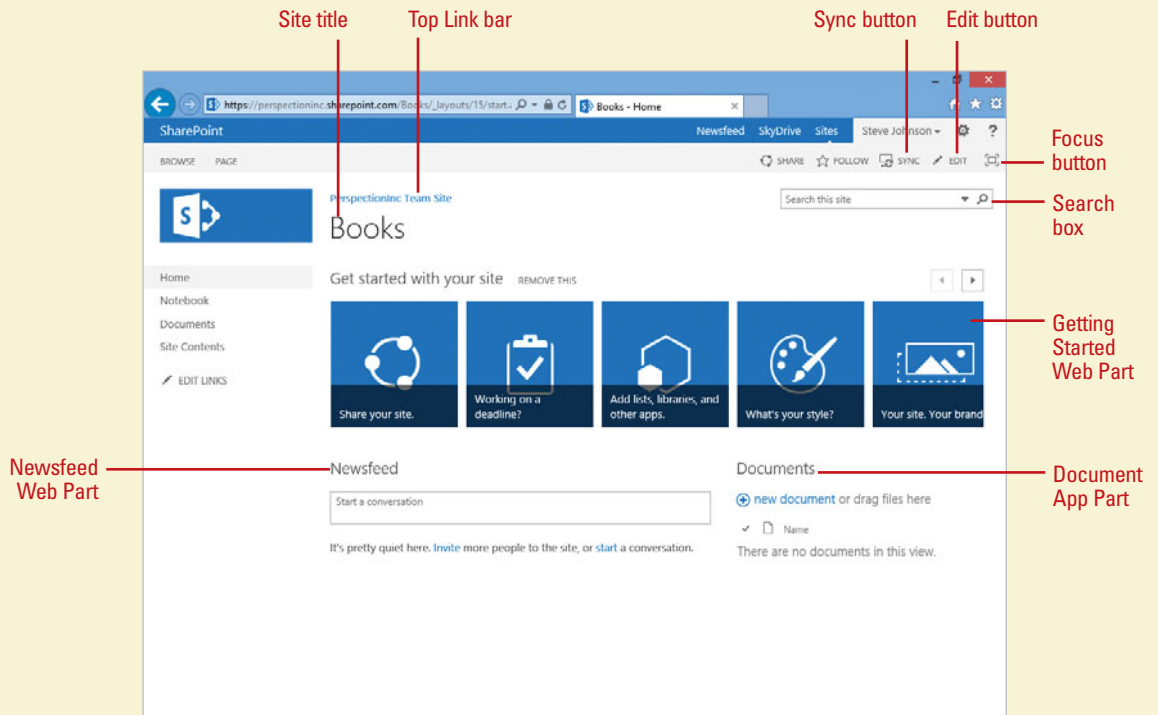 Site title
Top Link bar
Sync button
Edit button
https://perspectioninc.sharepoint.com/Books/_layouts/15/start..
Books - Home
SharePoint
Newsfeed SkyDrive Sites Steve Johnson ?
Focus
button
BROWSE PAGE
SHARE FOLLOW SYNC EDIT
S
PerspectionInc Team Site
Books
Search this site
Search
box
Home
Notebook
Documents
Site Contents
EDIT LINKS
Get started with your site REMOVE THIS
Share your site.
Working on a
deadline?
Add lists, libraries, and
other apps.
What's your style?
Your site. Your brand
Getting
Started
Web Part
Newsfeed
Web Part
Newsfeed
Start a conversation
It's pretty quiet here. Invite more people to the site, or start a conversation.
Documents
new document or drag files here
Name
There are no documents in this view.
Document
App Part